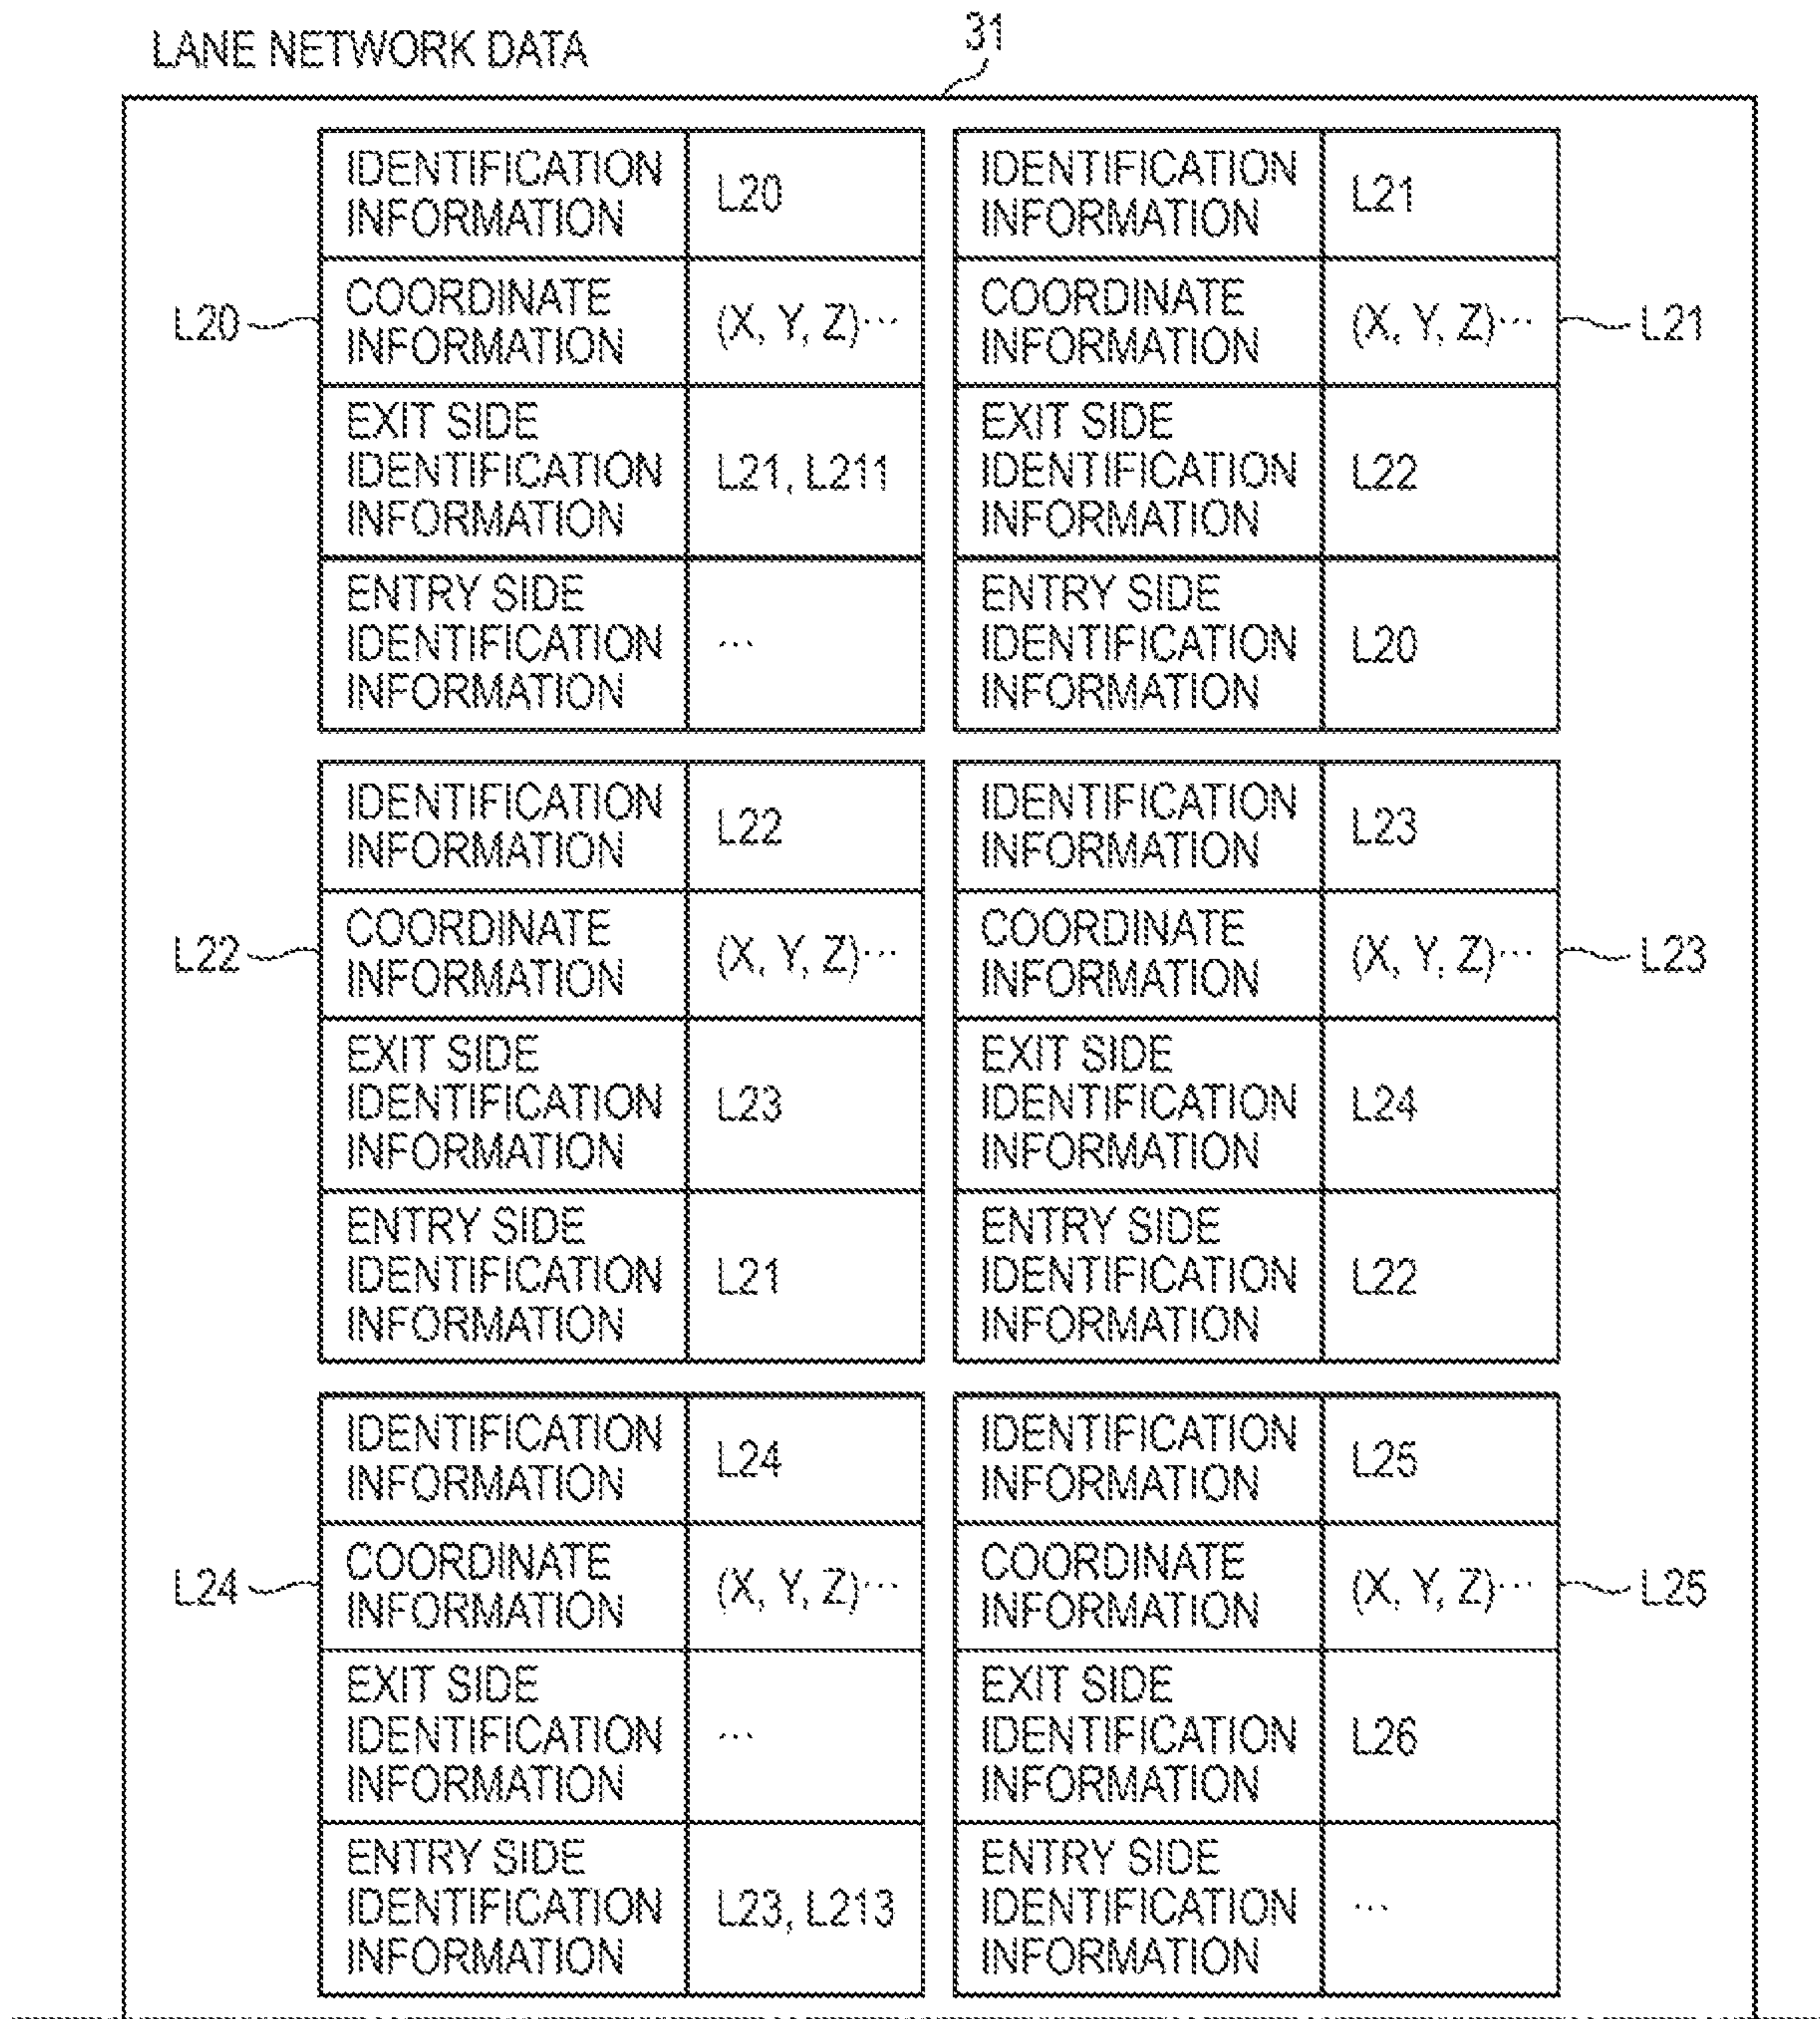 LANE NETWORK DATA
31
IDENTIFICATION
INFORMATION
L20
COORDINATE
INFORMATION
(X, Y, Z)···
EXIT SIDE
IDENTIFICATION
INFORMATION
L21, L211
ENTRY SIDE
IDENTIFICATION
INFORMATION
···
L20
IDENTIFICATION
INFORMATION
L21
COORDINATE
INFORMATION
(X, Y, Z)···
EXIT SIDE
IDENTIFICATION
INFORMATION
L22
ENTRY SIDE
IDENTIFICATION
INFORMATION
L20
L21
IDENTIFICATION
INFORMATION
L22
COORDINATE
INFORMATION
(X, Y, Z)···
EXIT SIDE
IDENTIFICATION
INFORMATION
L23
ENTRY SIDE
IDENTIFICATION
INFORMATION
L21
L22
IDENTIFICATION
INFORMATION
L23
COORDINATE
INFORMATION
(X, Y, Z)···
EXIT SIDE
IDENTIFICATION
INFORMATION
L24
ENTRY SIDE
IDENTIFICATION
INFORMATION
L22
L23
IDENTIFICATION
INFORMATION
L24
COORDINATE
INFORMATION
(X, Y, Z)···
EXIT SIDE
IDENTIFICATION
INFORMATION
···
ENTRY SIDE
IDENTIFICATION
INFORMATION
L23, L213
L24
IDENTIFICATION
INFORMATION
L25
COORDINATE
INFORMATION
(X, Y, Z)···
EXIT SIDE
IDENTIFICATION
INFORMATION
L26
ENTRY SIDE
IDENTIFICATION
INFORMATION
···
L25